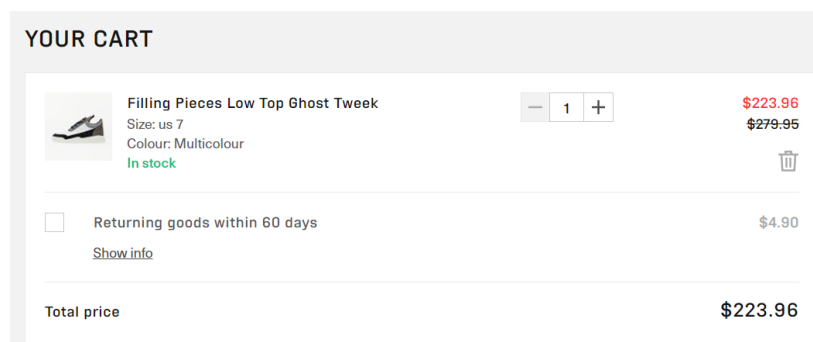 YOUR CART
Filling Pieces Low Top Ghost Tweek
1
$223.96
Size: us 7
$279.95
Colour: Multicolour
In stock
Returning goods within 60 days
$4.90
Show info
Total price
$223.96